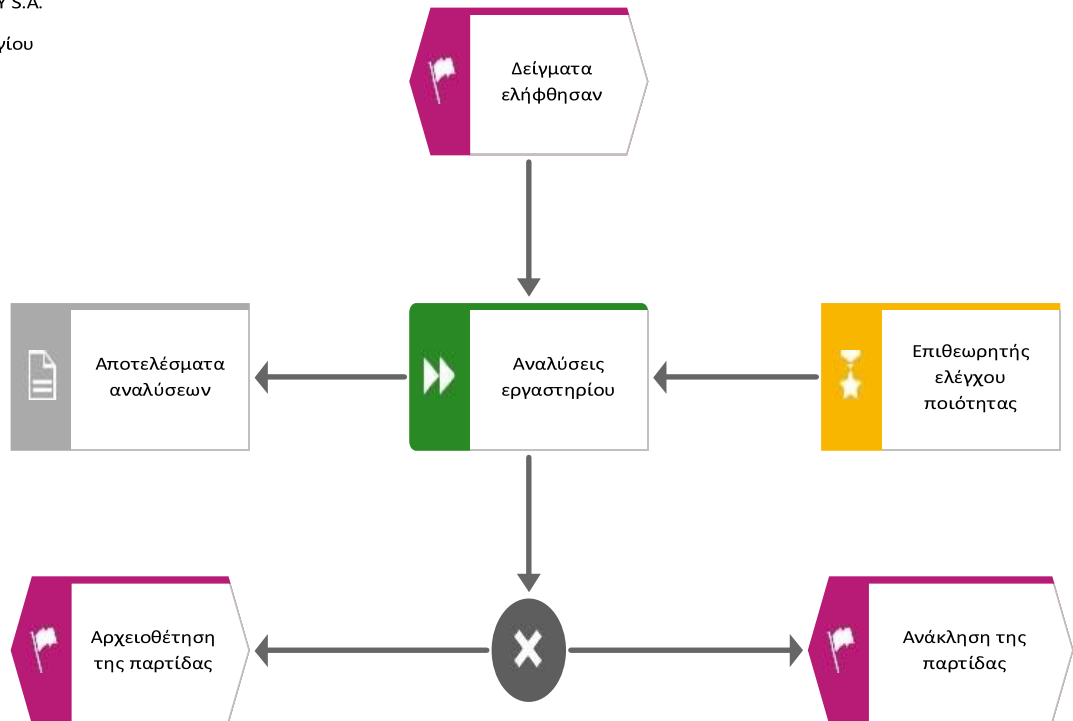 S.A.
Δείγματα
ελήφθησαν
Αποτελέσματα
αναλύσεων
Αναλύσεις
εργαστηρίου
Επιθεωρητής
ελέγχου
ποιότητας
Αρχειοθέτηση
της παρτίδας
Ανάκληση της
παρτίδας